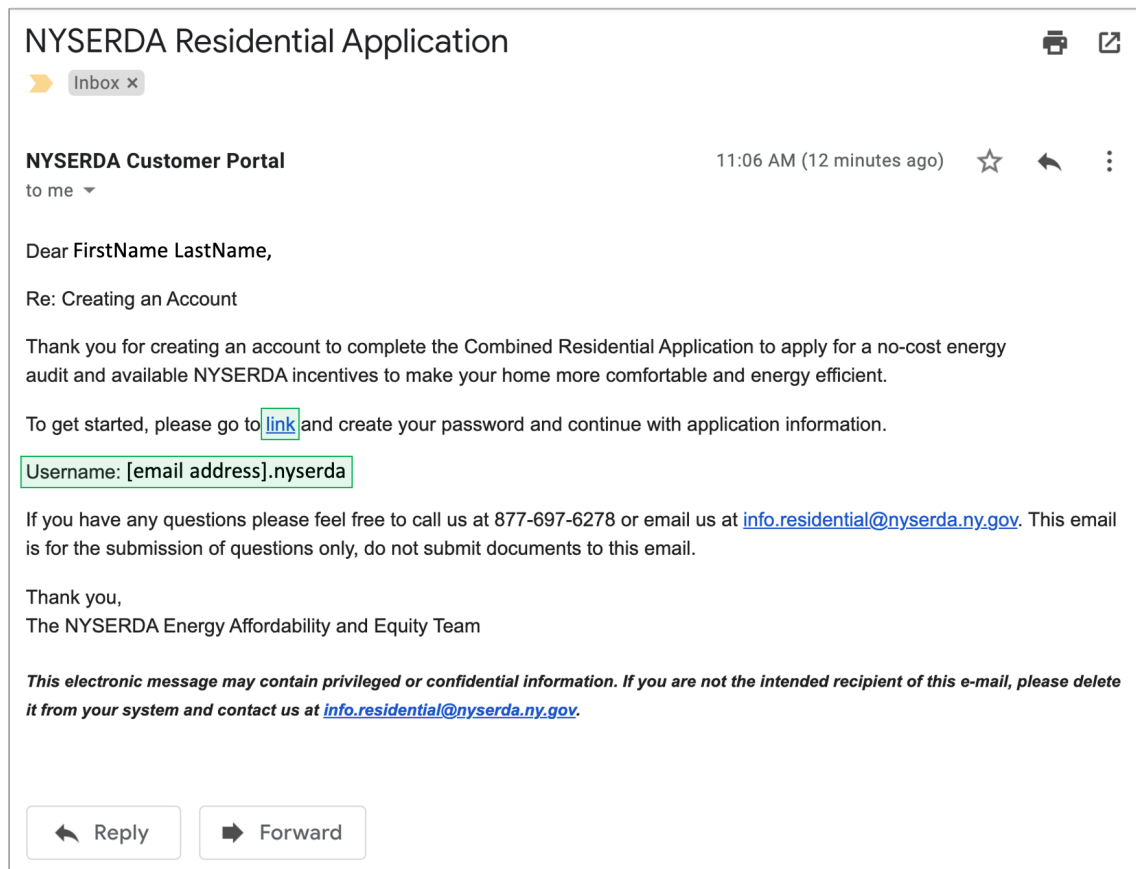 NYSERDA Residential Application
Inbox ×
NYSERDA Customer Portal
11:06 AM (12 minutes ago)
to me
Dear FirstName LastName,
Re: Creating an Account
Thank you for creating an account to complete the Combined Residential Application to apply for a no-cost energy
audit and available NYSERDA incentives to make your home more comfortable and energy efficient.
To get started, please go to link and create your password and continue with application information.
Username: [email address].nyserda
If you have any questions please feel free to call us at 877-697-6278 or email us at info.residential@nyserda.ny.gov. This email
is for the submission of questions only, do not submit documents to this email.
Thank you,
The NYSERDA Energy Affordability and Equity Team
This electronic message may contain privileged or confidential information. If you are not the intended recipient of this e-mail, please delete
it from your system and contact us at info.residential@nyserda.ny.gov.
Reply
Forward